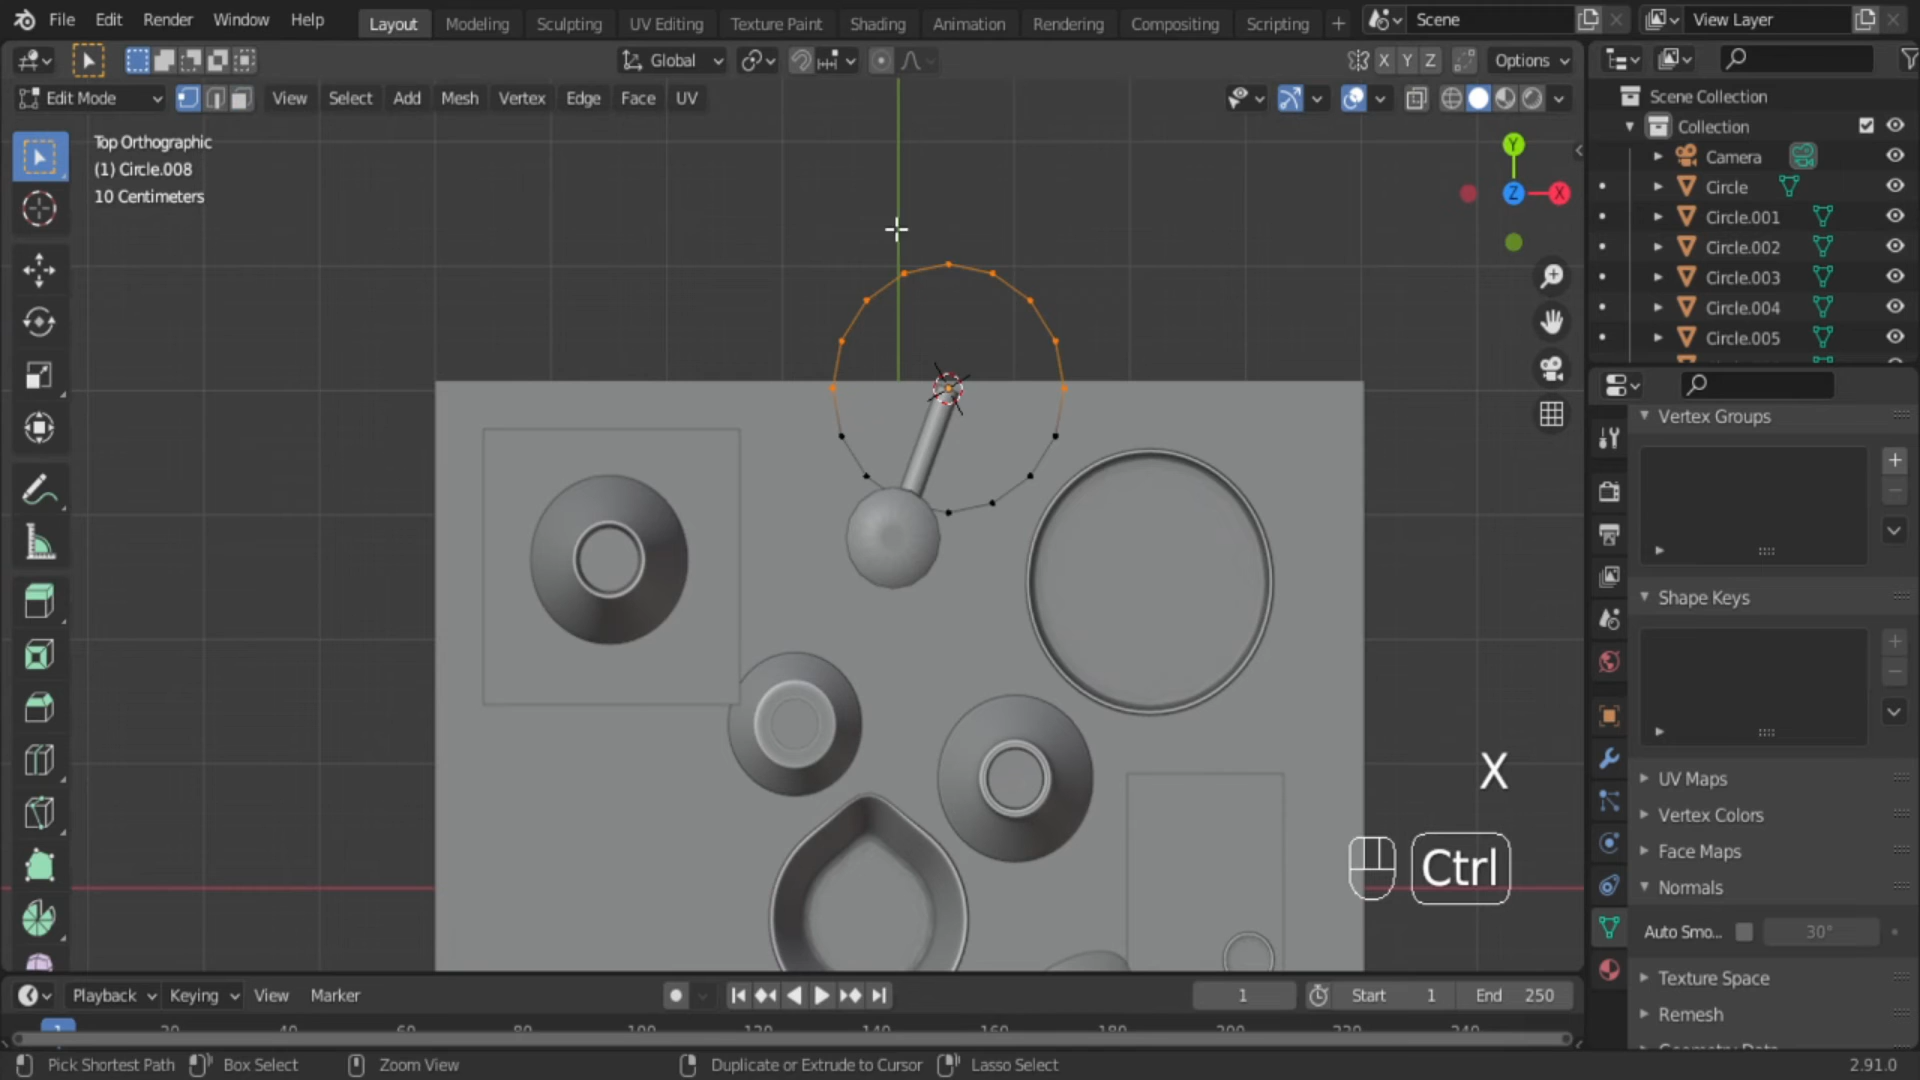 File Edit Render Window Help Layout Modeling Sculpting UV Editing Texture Paint Shading Animation Rendering Compositing Scripting + Scene View Layer
Global X Y Z Options
Edit Mode View Select Add Mesh Vertex Edge Face UV
Top Orthographic
(1) Circle.008
10 Centimeters
Y
Z
X
Scene Collection
Collection
Camera
Circle
Circle.001
Circle.002
Circle.003
Circle.004
Circle.005
Vertex Groups
Shape Keys
UV Maps
Vertex Colors
Face Maps
Normals
Auto Smo... 30°
Texture Space
Remesh
X
Ctrl
Playback Keying View Marker 1 Start 1 End 250
1
Pick Shortest Path Box Select Zoom View Duplicate or Extrude to Cursor Lasso Select 2.91.0